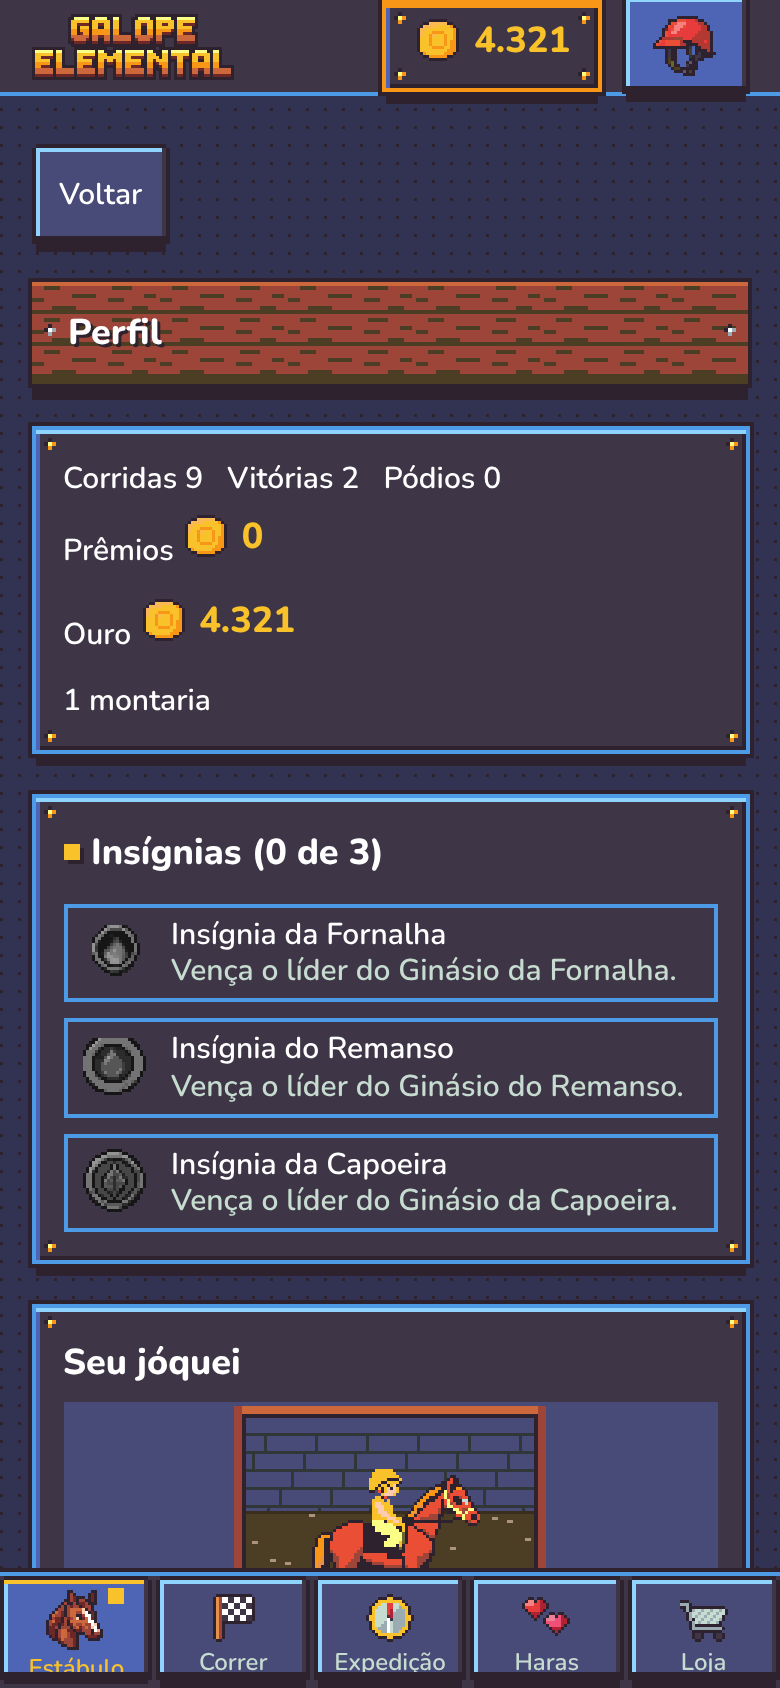 GALOPE
ELEMENTAL
4.321
Voltar
Perfil
Corridas 9 Vitórias 2 Pódios 0
Prêmios 0
Ouro 4.321
1 montaria
Insígnias (0 de 3)
Insígnia da Fornalha
Vença o líder do Ginásio da Fornalha.
Insígnia do Remanso
Vença o líder do Ginásio do Remanso.
Insígnia da Capoeira
Vença o líder do Ginásio da Capoeira.
Seu jóquei
Estábulo Correr Expedição Haras Loja